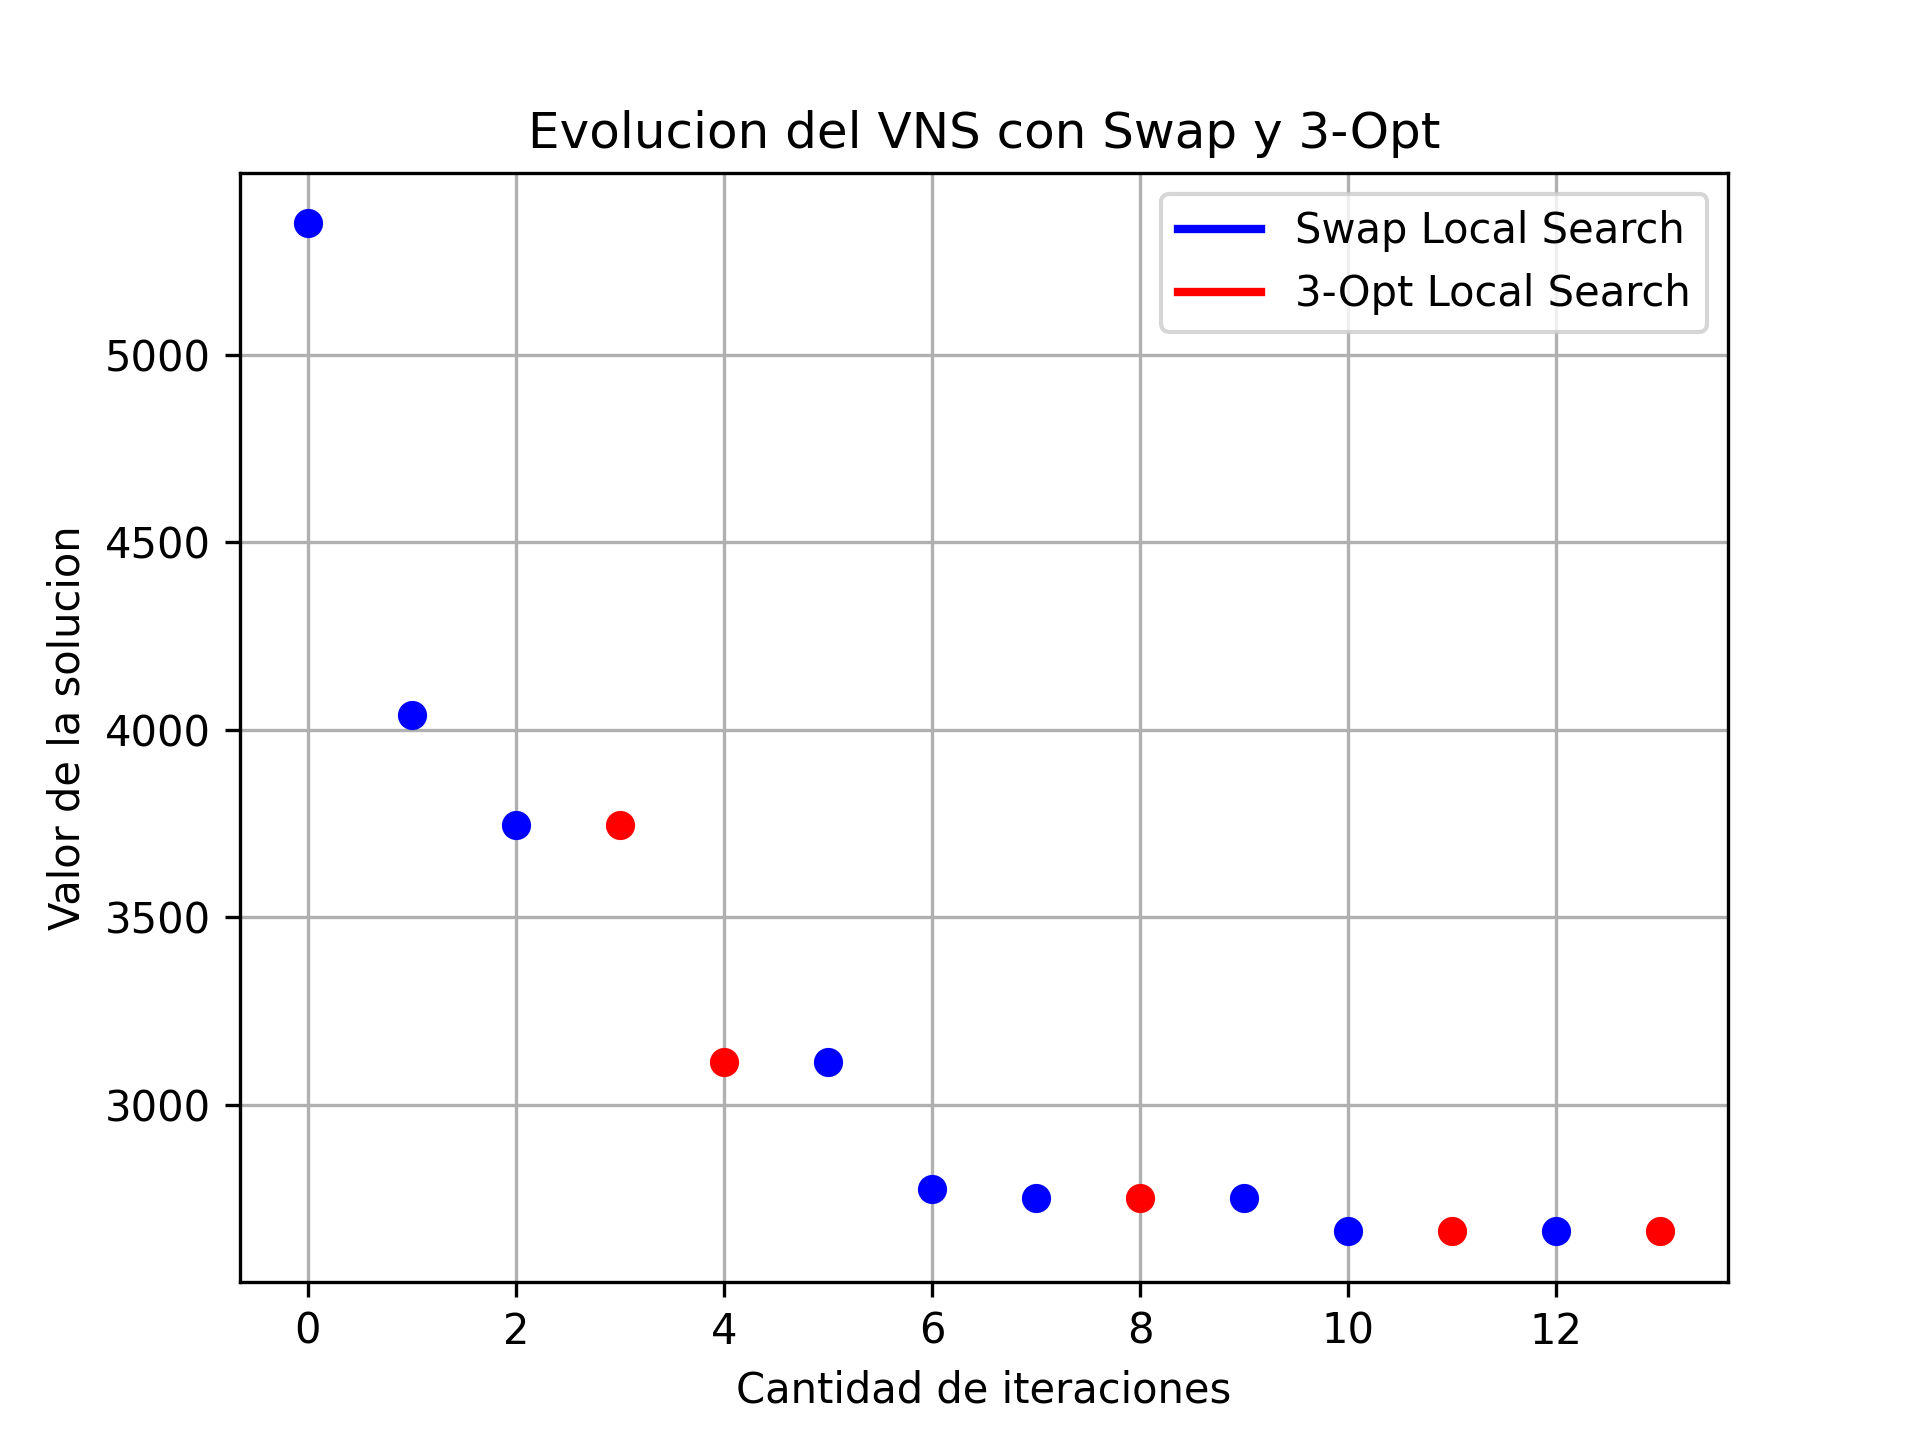 Evolucion del VNS con Swap y 3-Opt
Swap Local Search
3-Opt Local Search
Valor de la solucion
5000
4500
4000
3500
3000
0 2 4 6 8 10 12
Cantidad de iteraciones